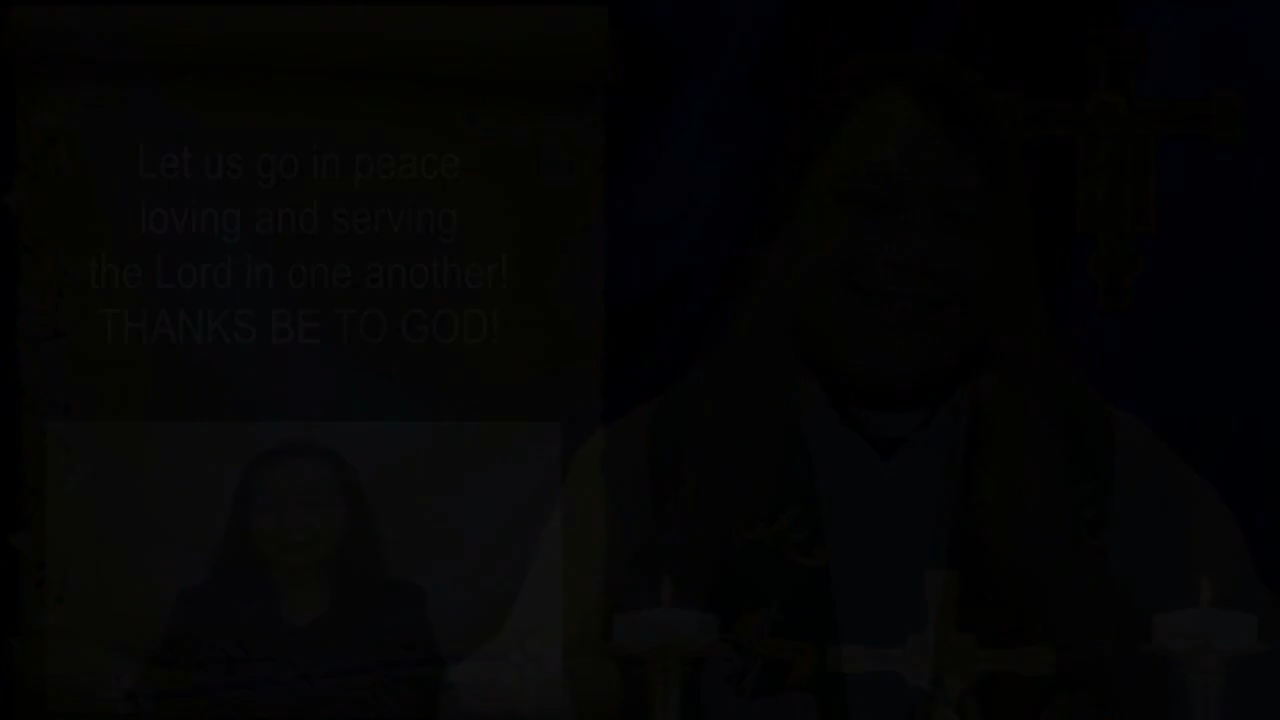 Let us go in peace
loving and serving
the Lord in one another!
THANKS BE TO GOD!